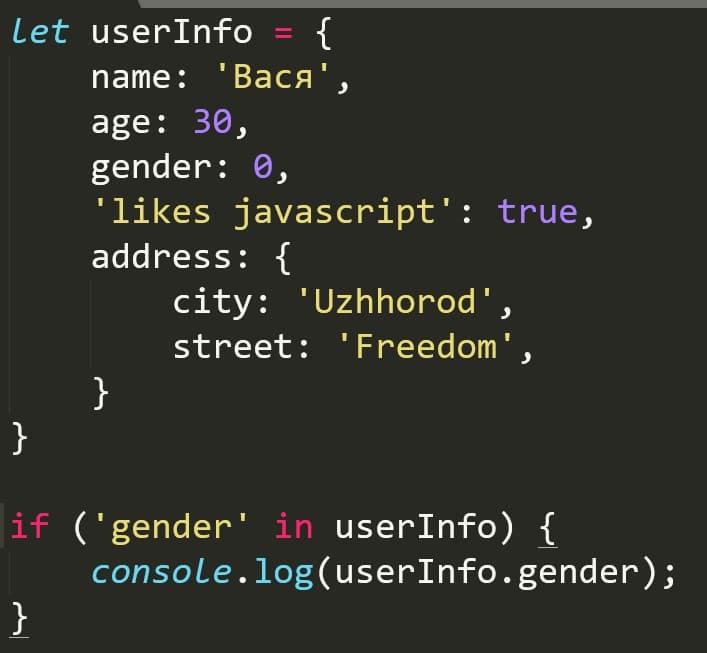 let userInfo = {
    name: 'Вася',
    age: 30,
    gender: 0,
    'likes javascript': true,
    address: {
        city: 'Uzhhorod',
        street: 'Freedom',
    }
}

if ('gender' in userInfo) {
    console.log(userInfo.gender);
}